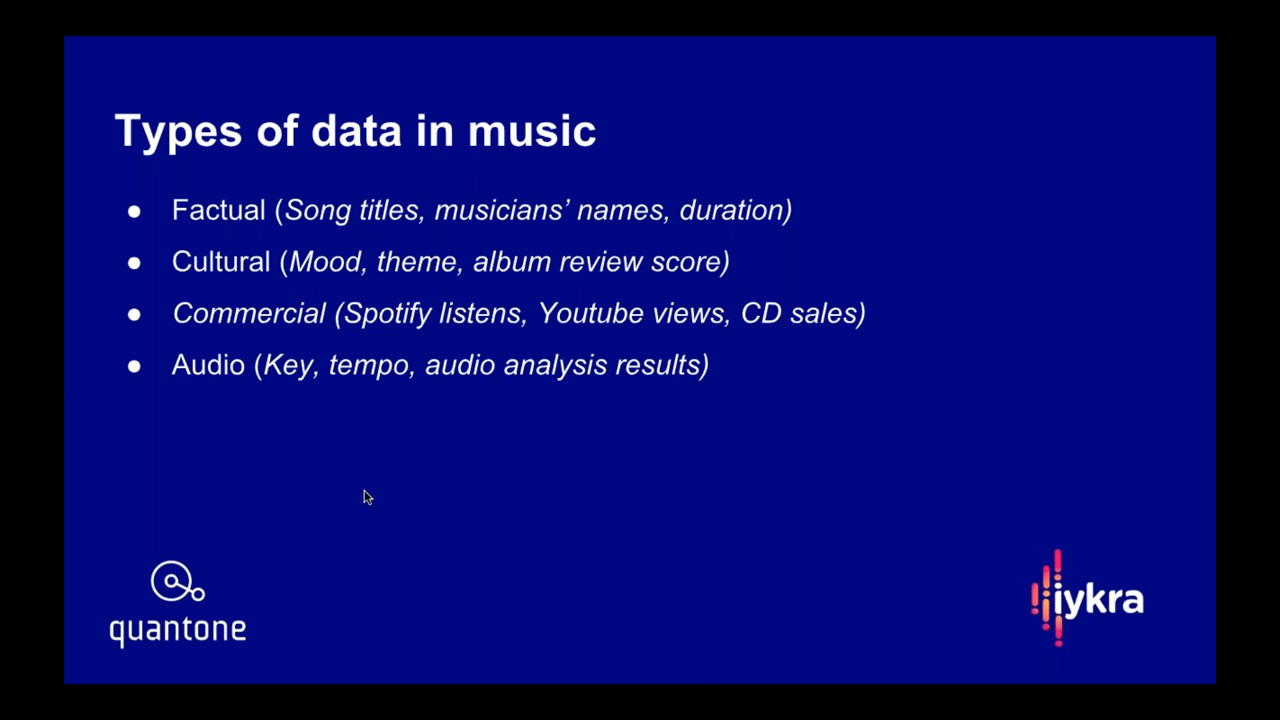 Types of data in music
● Factual (Song titles, musicians’ names, duration)
● Cultural (Mood, theme, album review score)
● Commercial (Spotify listens, Youtube views, CD sales)
● Audio (Key, tempo, audio analysis results)
quantone
iykra